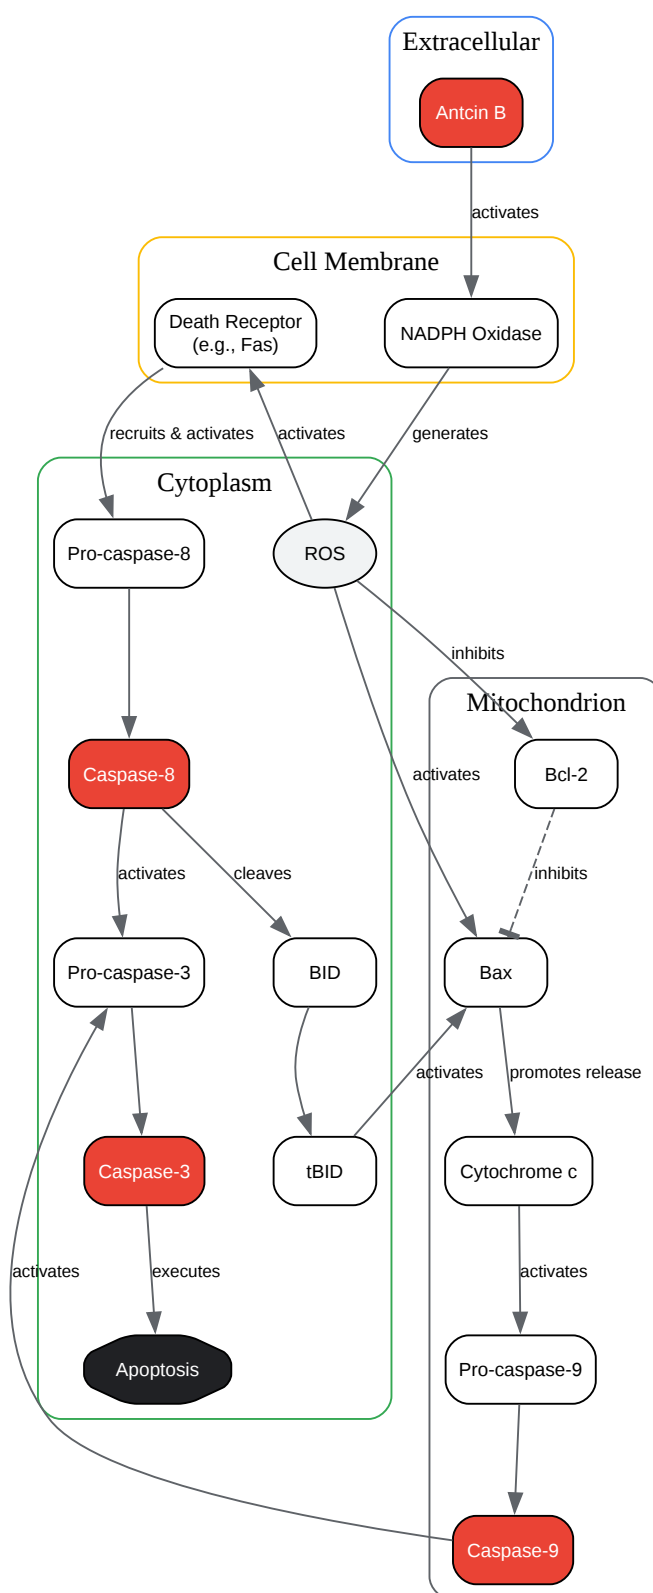 Extracellular
Antcin B
activates
Cell Membrane
Death Receptor
(e.g., Fas)
NADPH Oxidase
recruits & activates
activates
generates
Cytoplasm
Pro-caspase-8
ROS
inhibits
Mitochondrion
Caspase-8
activates
Bcl-2
activates
cleaves
inhibits
Pro-caspase-3
BID
Bax
activates
promotes release
Caspase-3
tBID
Cytochrome c
activates
executes
activates
Apoptosis
Pro-caspase-9
Caspase-9